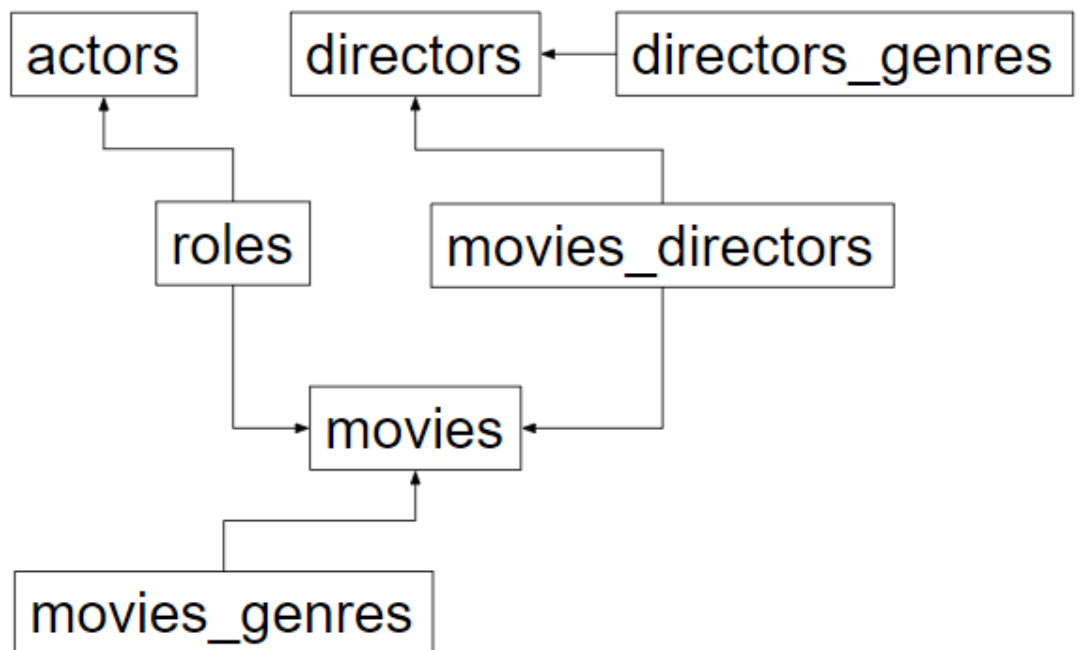 actors
directors
directors_genres
roles
movies_directors
movies
movies_genres